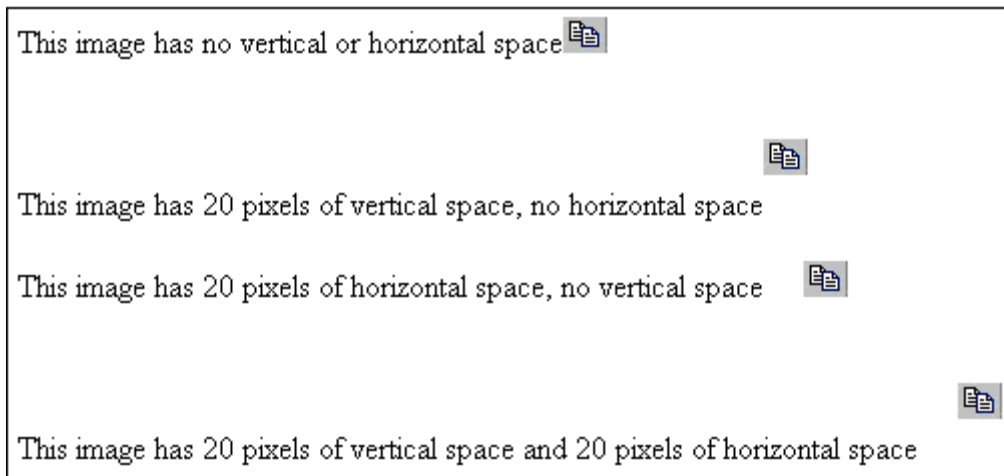 This image has no vertical or horizontal space
This image has 20 pixels of vertical space, no horizontal space
This image has 20 pixels of horizontal space, no vertical space
This image has 20 pixels of vertical space and 20 pixels of horizontal space